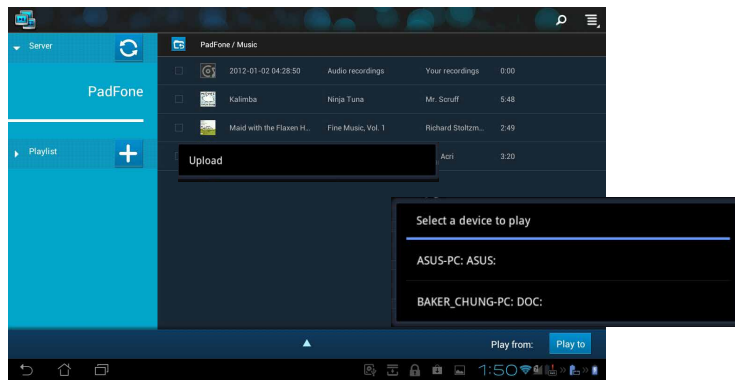 Server
PadFone / Music
2012-01-02 04:28:50 Audio recordings Your recordings 0:00
PadFone
Kalimba Ninja Tuna Mr. Scruff 5:48
Maid with the Flaxen H... Fine Music, Vol. 1 Richard Stoltzm... 2:49
Playlist
Upload
Acri 3:20
Select a device to play
ASUS-PC: ASUS:
BAKER_CHUNG-PC: DOC:
Play from: Play to
1:50